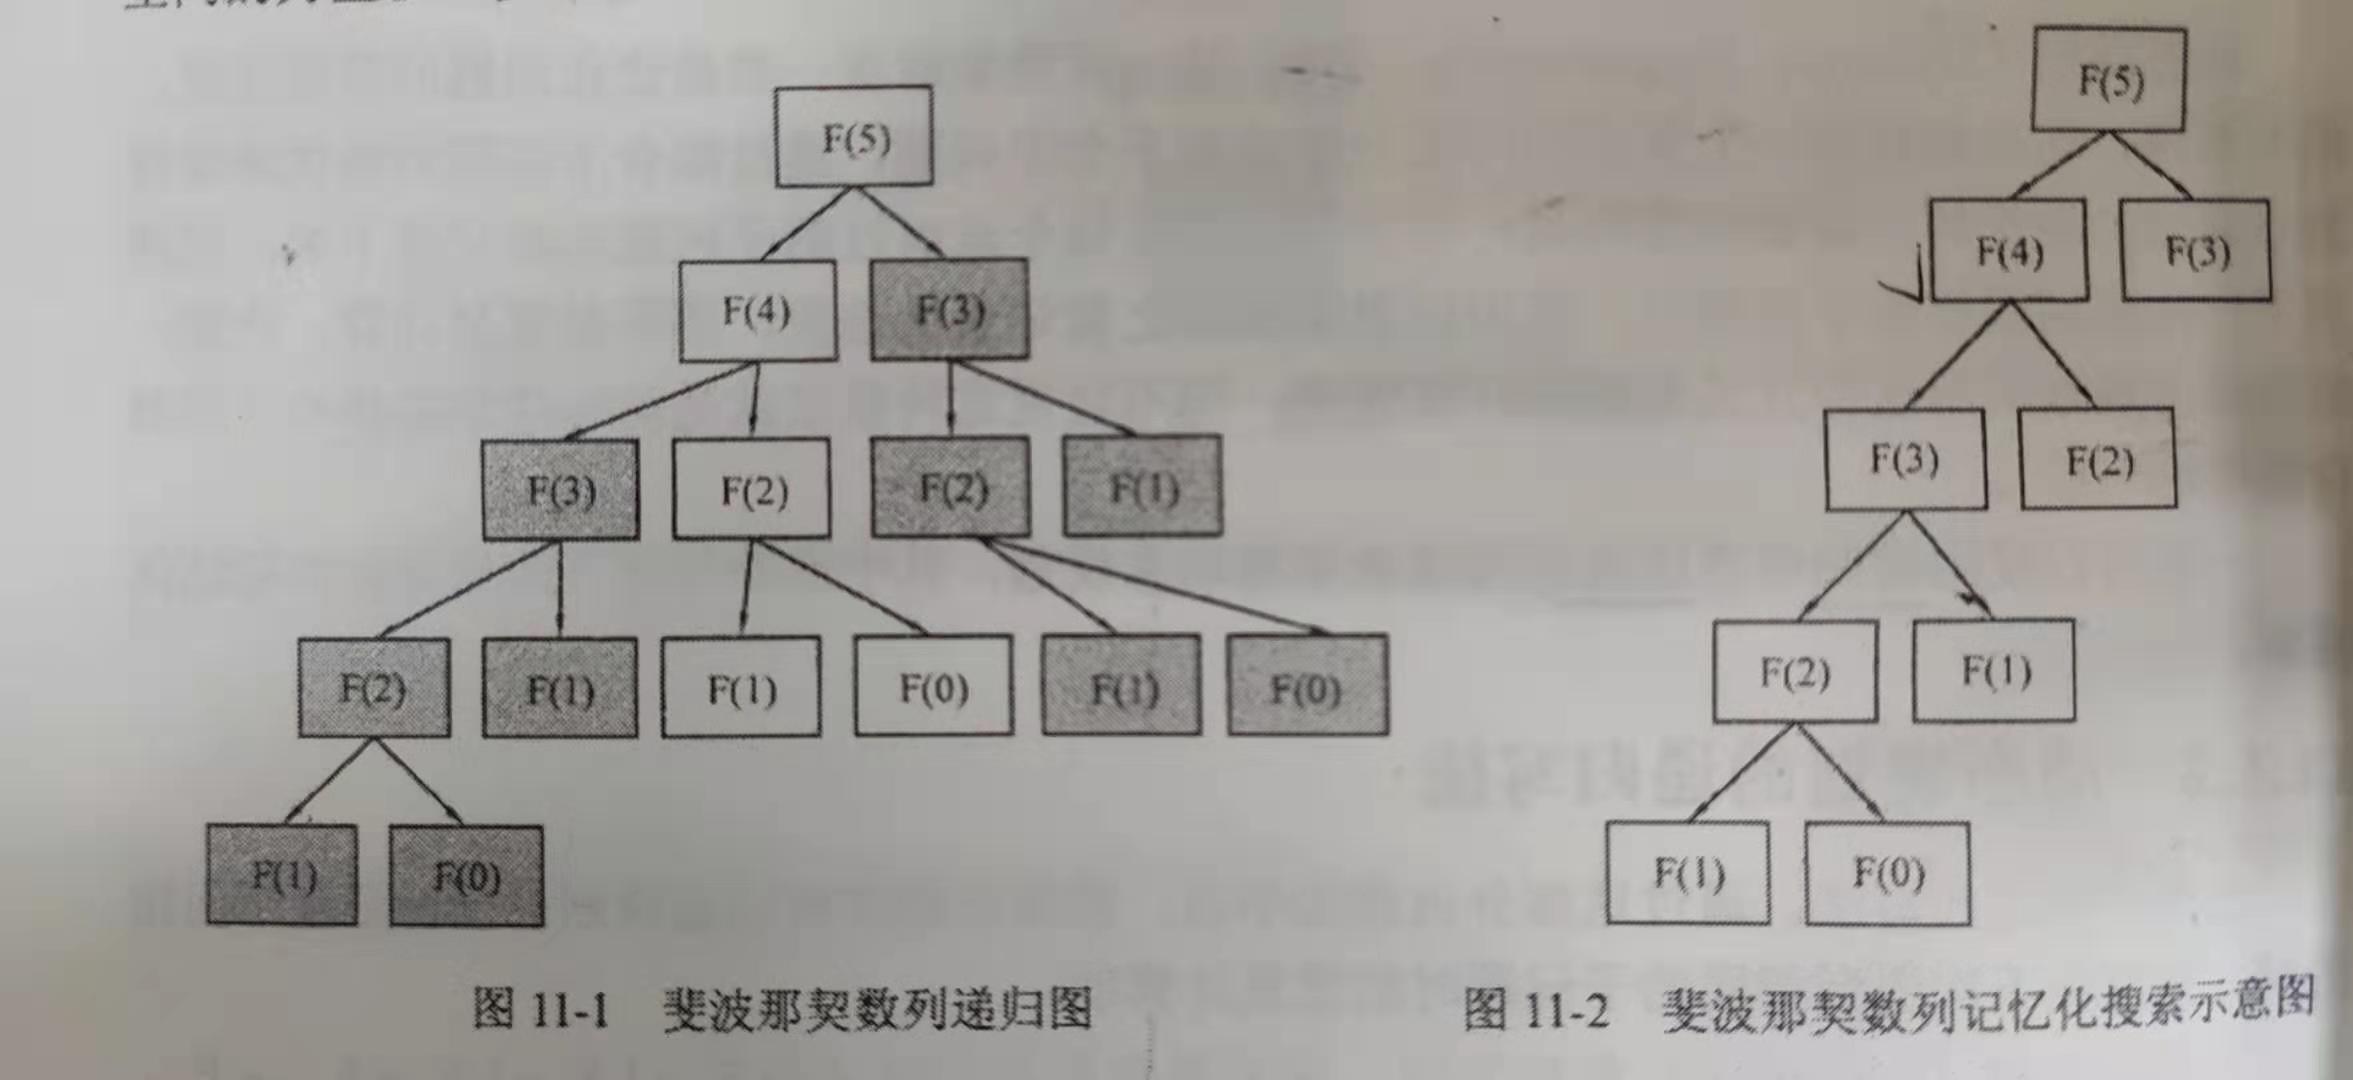 F(5)
F(4) F(3)
F(3) F(2) F(2) F(1)
F(2) F(1) F(1) F(0) F(1) F(0)
F(1) F(0)
图 11-1 斐波那契数列递归图
F(5)
F(4) F(3)
F(3) F(2)
F(2) F(1)
F(1) F(0)
图 11-2 斐波那契数列记忆化搜索示意图